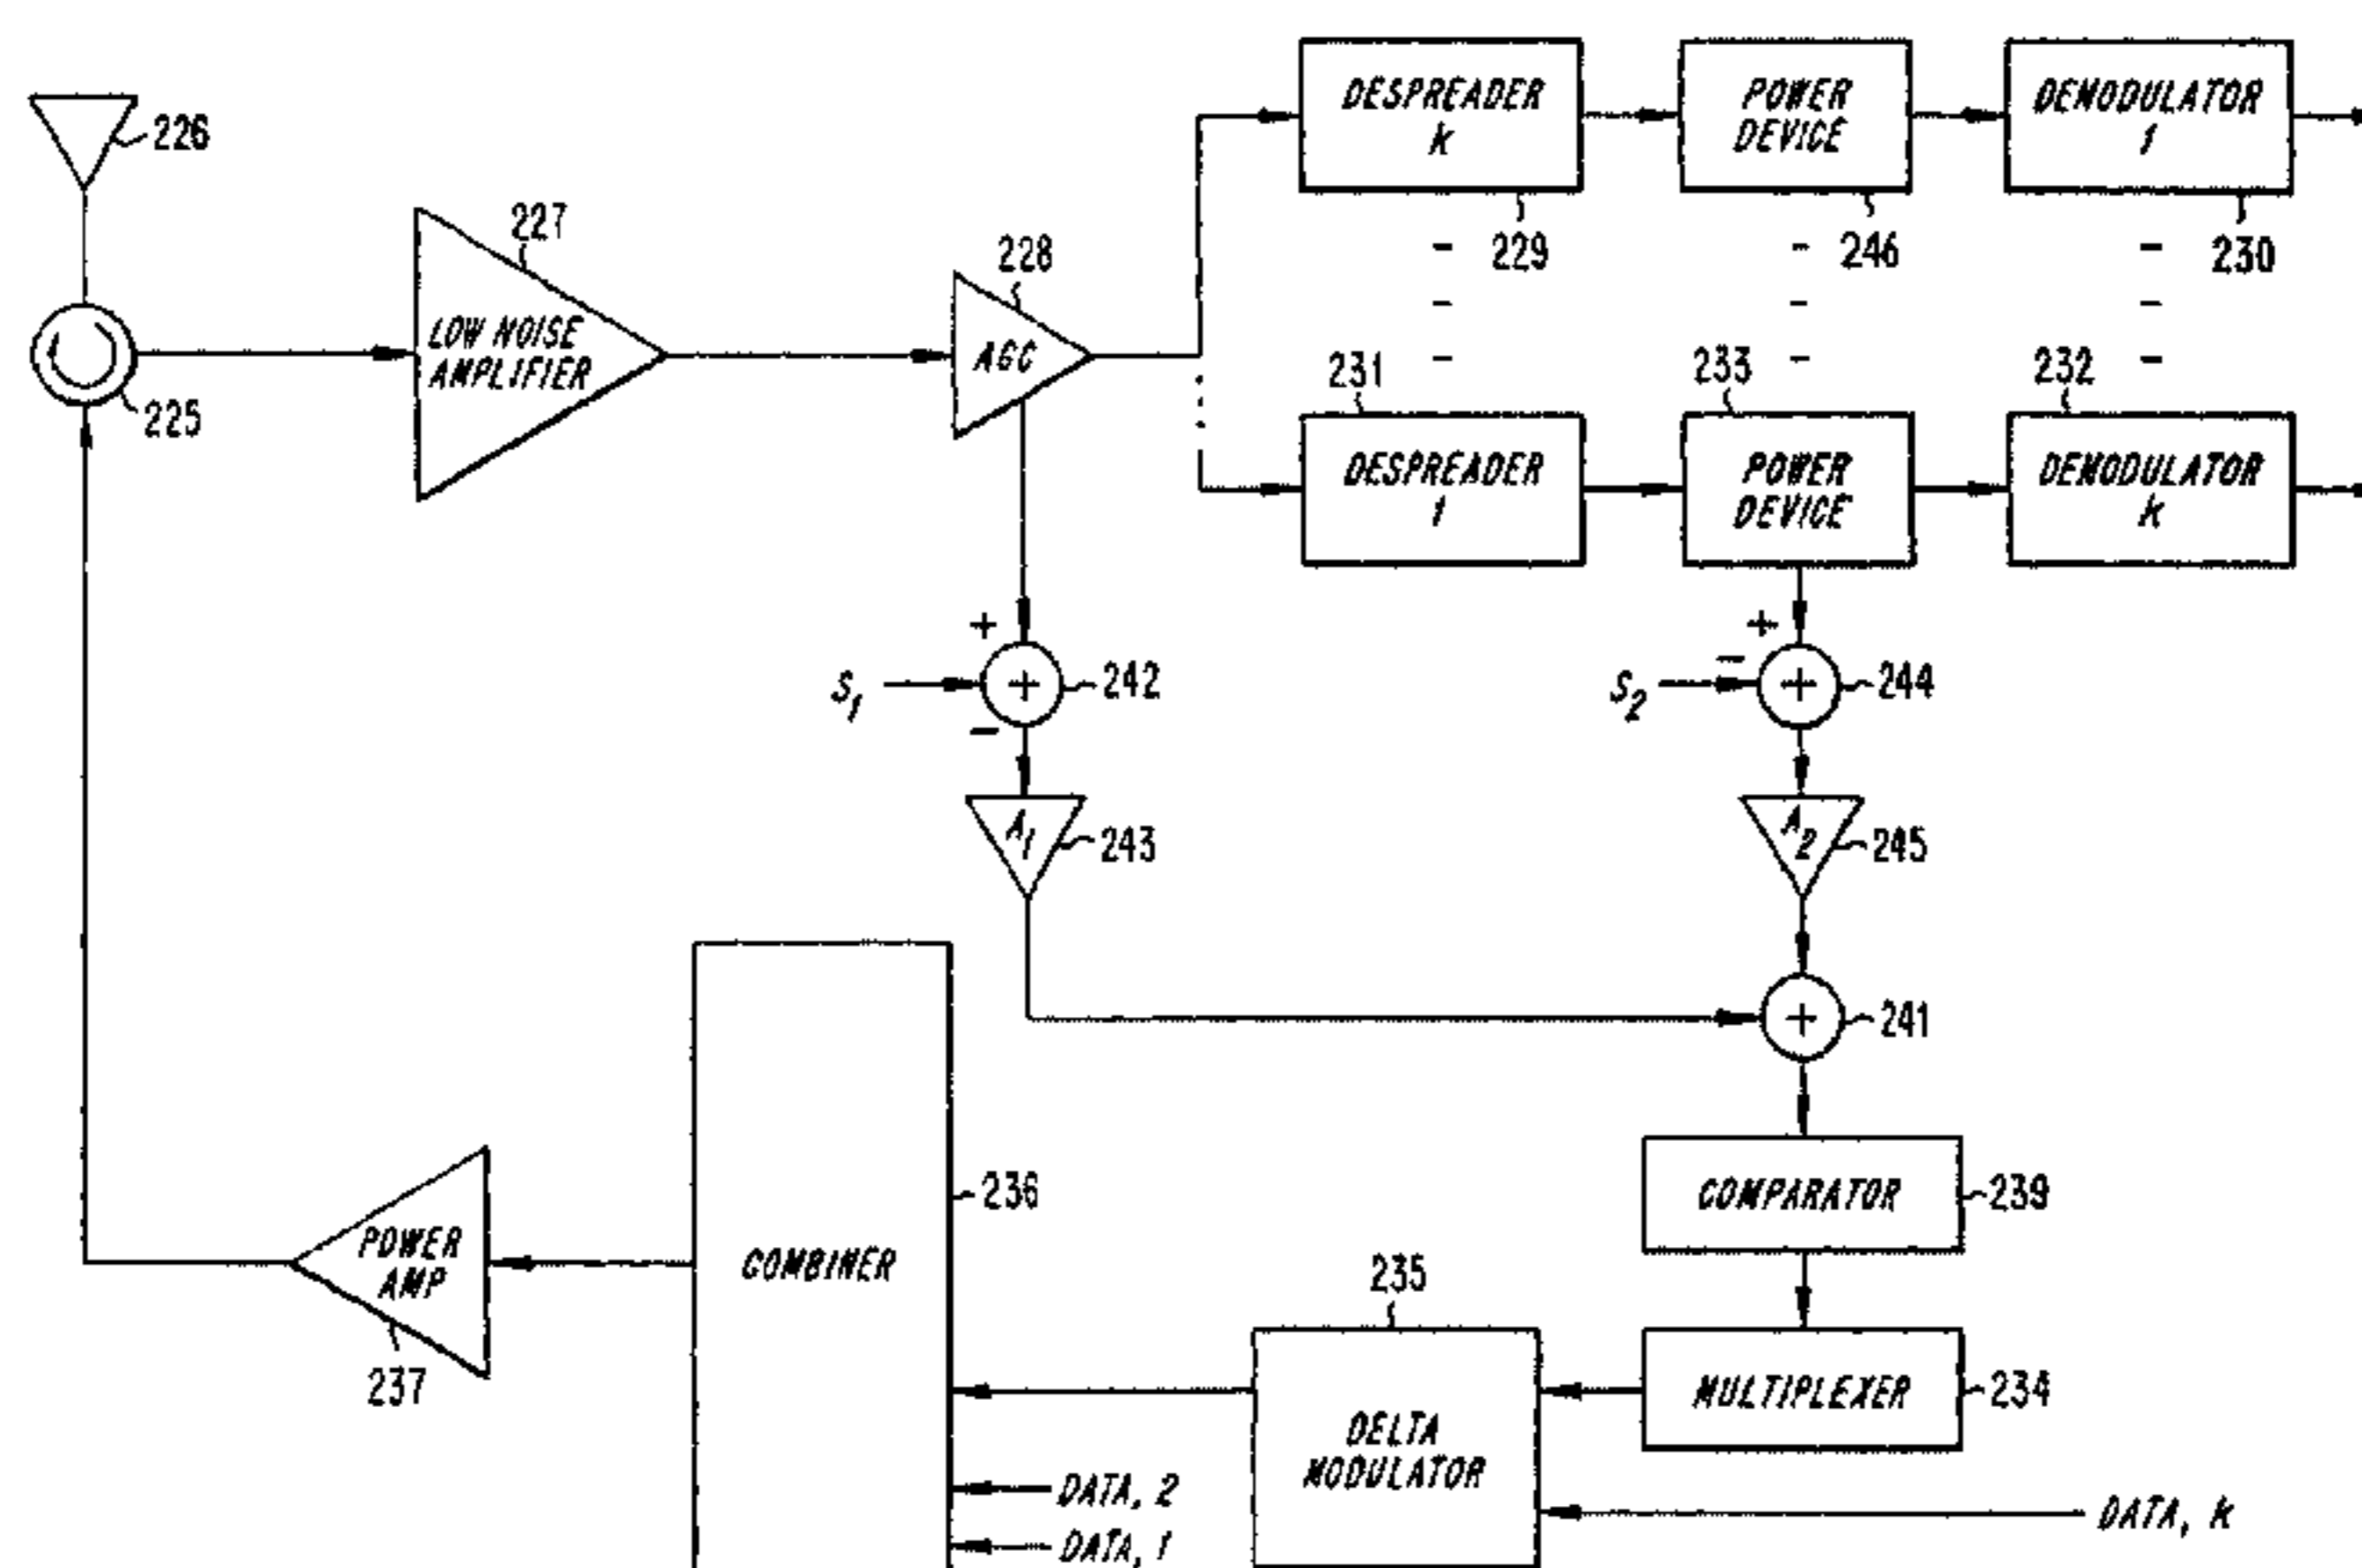 226
225
227
LOW NOISE
AMPLIFIER
228
AGC
DESPREADER
k
229
POWER
DEVICE
246
DEMODULATOR
1
230
231
DESPREADER
1
233
POWER
DEVICE
232
DEMODULATOR
k
+
S1
+
242
-
A1
243
+
-
S2
+
244
A2
245
+
241
COMPARATOR
239
MULTIPLEXER
234
235
DELTA
MODULATOR
DATA, k
COMBINER
236
DATA, 2
DATA, 1
POWER
AMP
237